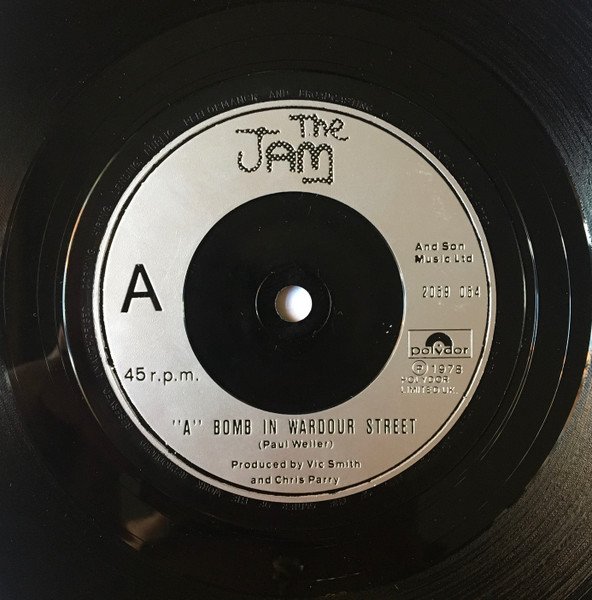 The
JAM
And Son
Music Ltd
A
2059 054
polydor
℗ 1978
POLYDOR
LIMITED U.K.
45 r.p.m.
"A" BOMB IN WARDOUR STREET
(Paul Weller)
Produced by Vic Smith
and Chris Parry